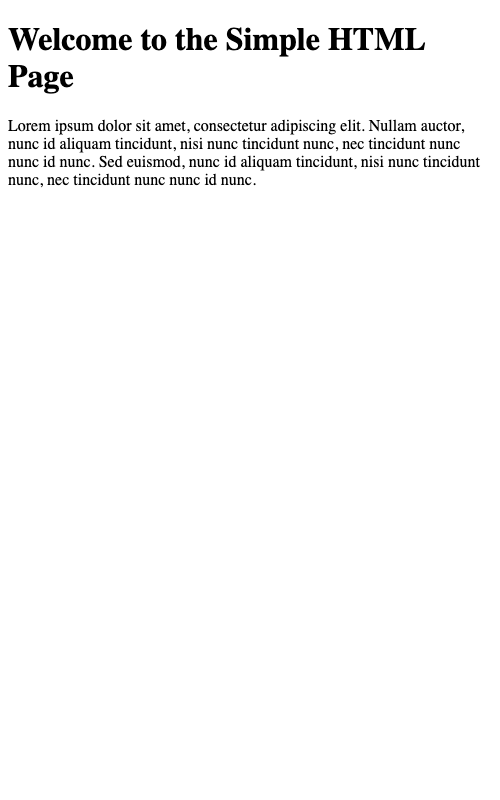 Welcome to the Simple HTML
Page
Lorem ipsum dolor sit amet, consectetur adipiscing elit. Nullam auctor,
nunc id aliquam tincidunt, nisi nunc tincidunt nunc, nec tincidunt nunc
nunc id nunc. Sed euismod, nunc id aliquam tincidunt, nisi nunc tincidunt
nunc, nec tincidunt nunc nunc id nunc.